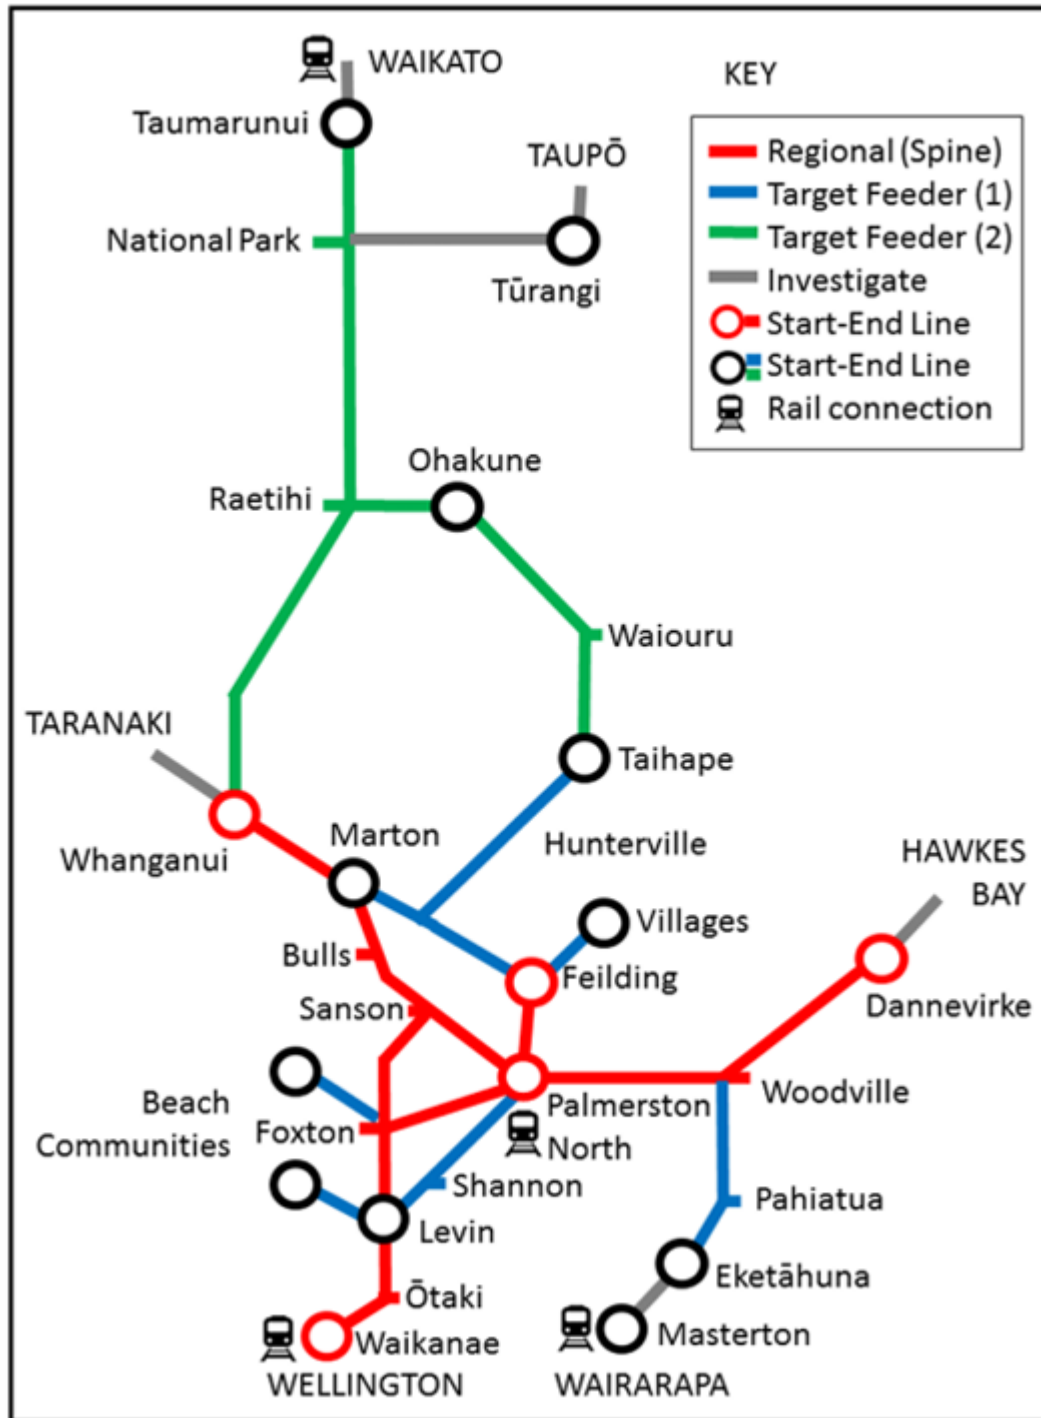 WAIKATO
KEY
Taumarunui
TAUPŌ
Regional (Spine)
Target Feeder (1)
Target Feeder (2)
Investigate
Start-End Line
Start-End Line
Rail connection
National Park
Tūrangi
Ohakune
Raetihi
Waiouru
TARANAKI
Taihape
Marton
Hunterville
Whanganui
HAWKES
BAY
Villages
Bulls
Feilding
Sanson
Dannevirke
Beach
Communities
Foxton
Palmerston
North
Woodville
Shannon
Pahiatua
Levin
Eketāhuna
Ōtaki
Waikanae
Masterton
WELLINGTON
WAIRARAPA